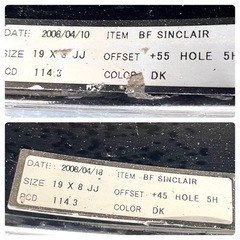 DATE: 2008/04/10 ITEM BF SINCLAIR
SIZE 19 X 8 JJ OFFSET +55 HOLE 5H
PCD 114.3 COLOR DK
DATE: 2008/04/18 ITEM BF SINCLAIR
SIZE 19 X 8 JJ OFFSET +45 HOLE 5H
PCD 114.3 COLOR DK